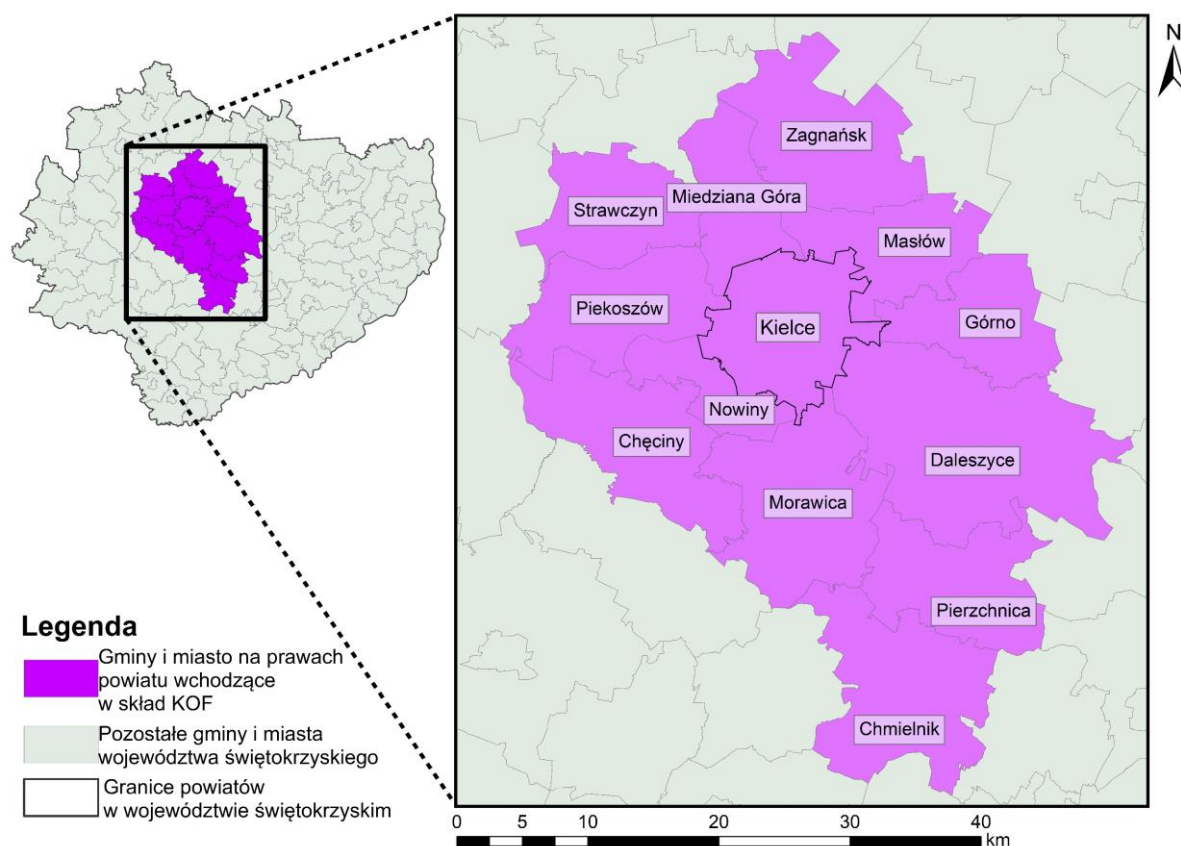 N
Zagnańsk
Miedziana Góra
Strawczyn
Masłów
Piekoszów
Kielce
Górno
Nowiny
Chęciny
Daleszyce
Morawica
Pierzchnica
Chmielnik
Legenda
Gminy i miasto na prawach
powiatu wchodzące
w skład KOF
Pozostałe gminy i miasta
województwa świętokrzyskiego
Granice powiatów
w województwie świętokrzyskim
0 5 10 20 30 40
km